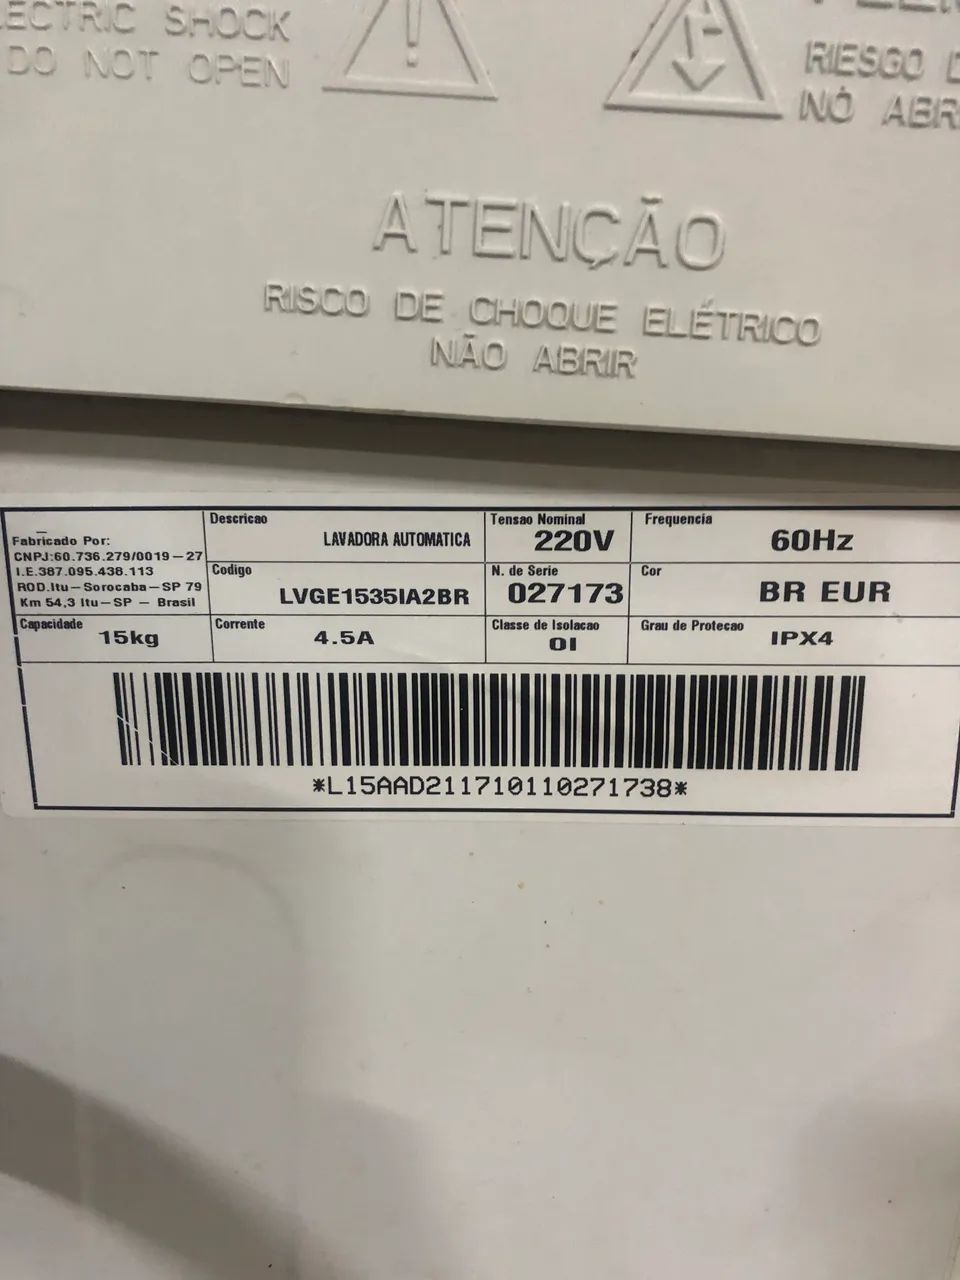 ECTRIC SHOCK
DO NOT OPEN
RIESGO
NO ABR
ATENÇÃO
RISCO DE CHOQUE ELÉTRICO
NÃO ABRIR
Fabricado Por:
CNPJ:60.736.279/0019-27
I.E.387.095.438.113
ROD.Itu-Sorocaba-SP 79
Km 54,3 Itu-SP - Brasil
Descricao
LAVADORA AUTOMATICA
Tensao Nominal
220V
Frequencia
60Hz
Codigo
LVGE1535IA2BR
N. de Serie
027173
Cor
BR EUR
Capacidade
15kg
Corrente
4.5A
Classe de Isolacao
OI
Grau de Protecao
IPX4
*L15AAD211710110271738*